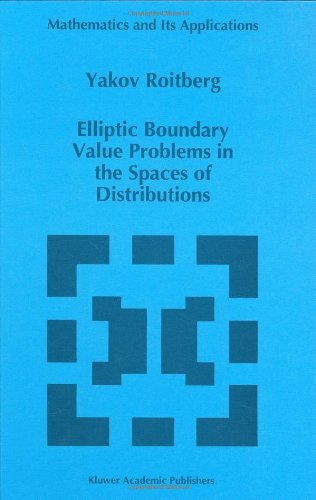 Mathematics and Its Applications
Yakov Roitberg
Elliptic Boundary
Value Problems in
the Spaces of
Distributions
Kluwer Academic Publishers